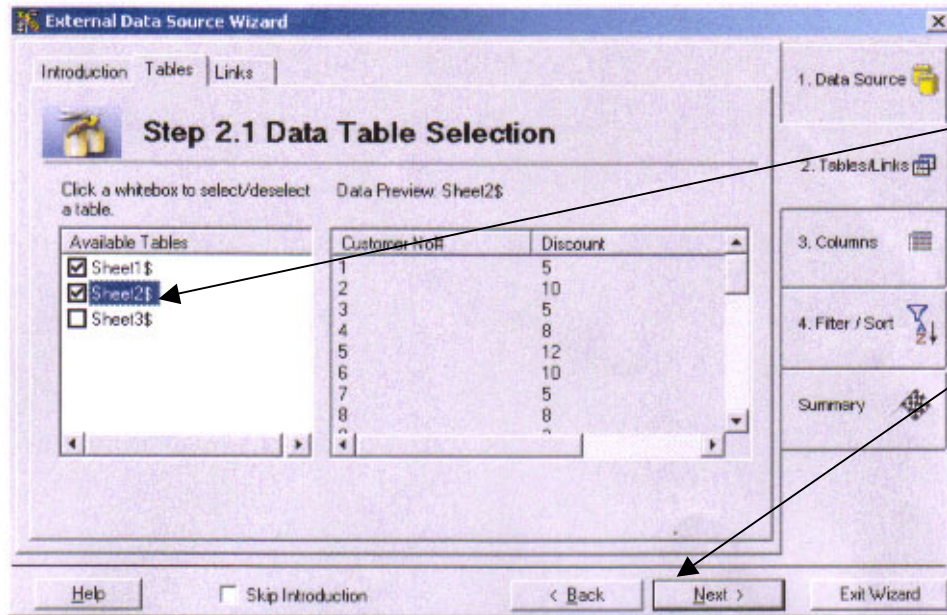 External Data Source Wizard
Introduction Tables Links
Step 2.1 Data Table Selection
Click a whitebox to select/deselect
a table.
Data Preview: Sheet2$
Available Tables
Sheet1$
Sheet2$
Sheet3$
Customer No# Discount
1 5
2 10
3 5
4 8
5 12
6 10
7 5
8 8
1. Data Source
2. Tables/Links
3. Columns
4. Filter / Sort
Summary
Help
Skip Introduction
< Back
Next >
Exit Wizard